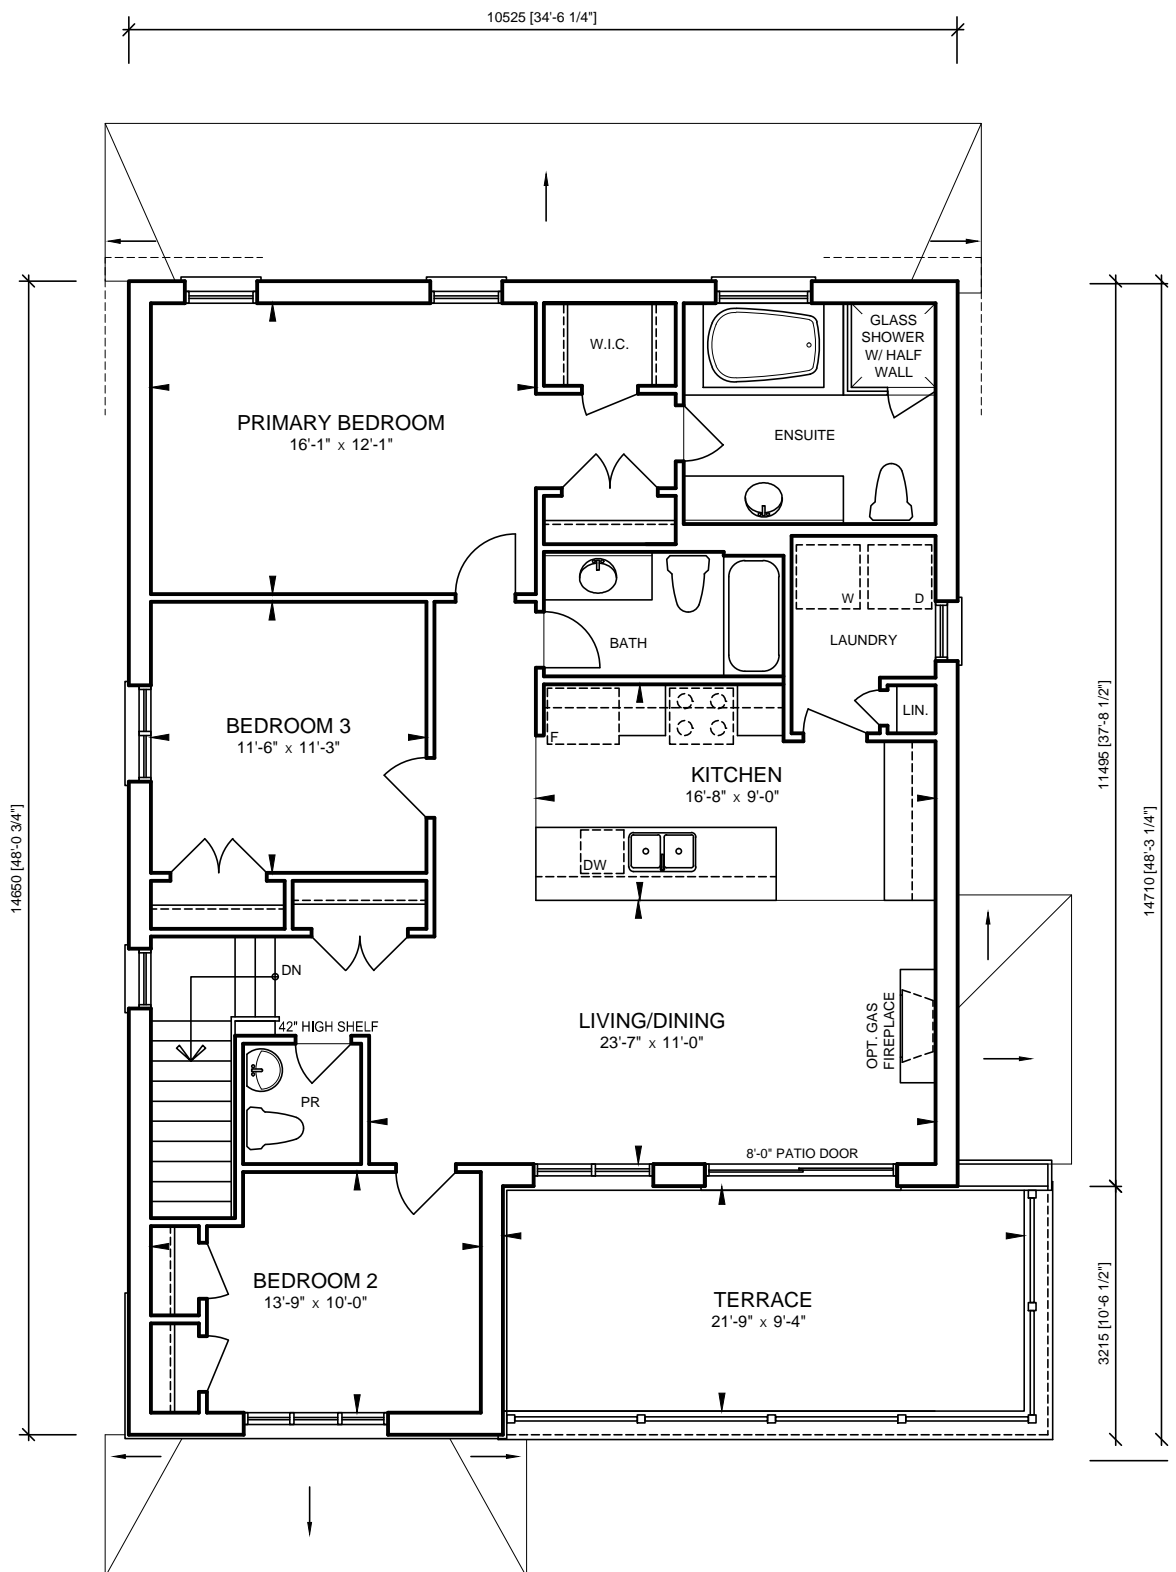 10525 [34'-6 1/4"]
GLASS
SHOWER
W/ HALF
WALL
W.I.C.
PRIMARY BEDROOM
16'-1" x 12'-1"
ENSUITE
W
D
BATH
LAUNDRY
LIN.
BEDROOM 3
11'-6" x 11'-3"
F
KITCHEN
16'-8" x 9'-0"
DW
11495 [37'-8 1/2"]
14650 [48'-0 3/4"]
14710 [48'-3 1/4"]
DN
42" HIGH SHELF
LIVING/DINING
23'-7" x 11'-0"
OPT. GAS
FIREPLACE
PR
8'-0" PATIO DOOR
BEDROOM 2
13'-9" x 10'-0"
TERRACE
21'-9" x 9'-4"
3215 [10'-6 1/2"]